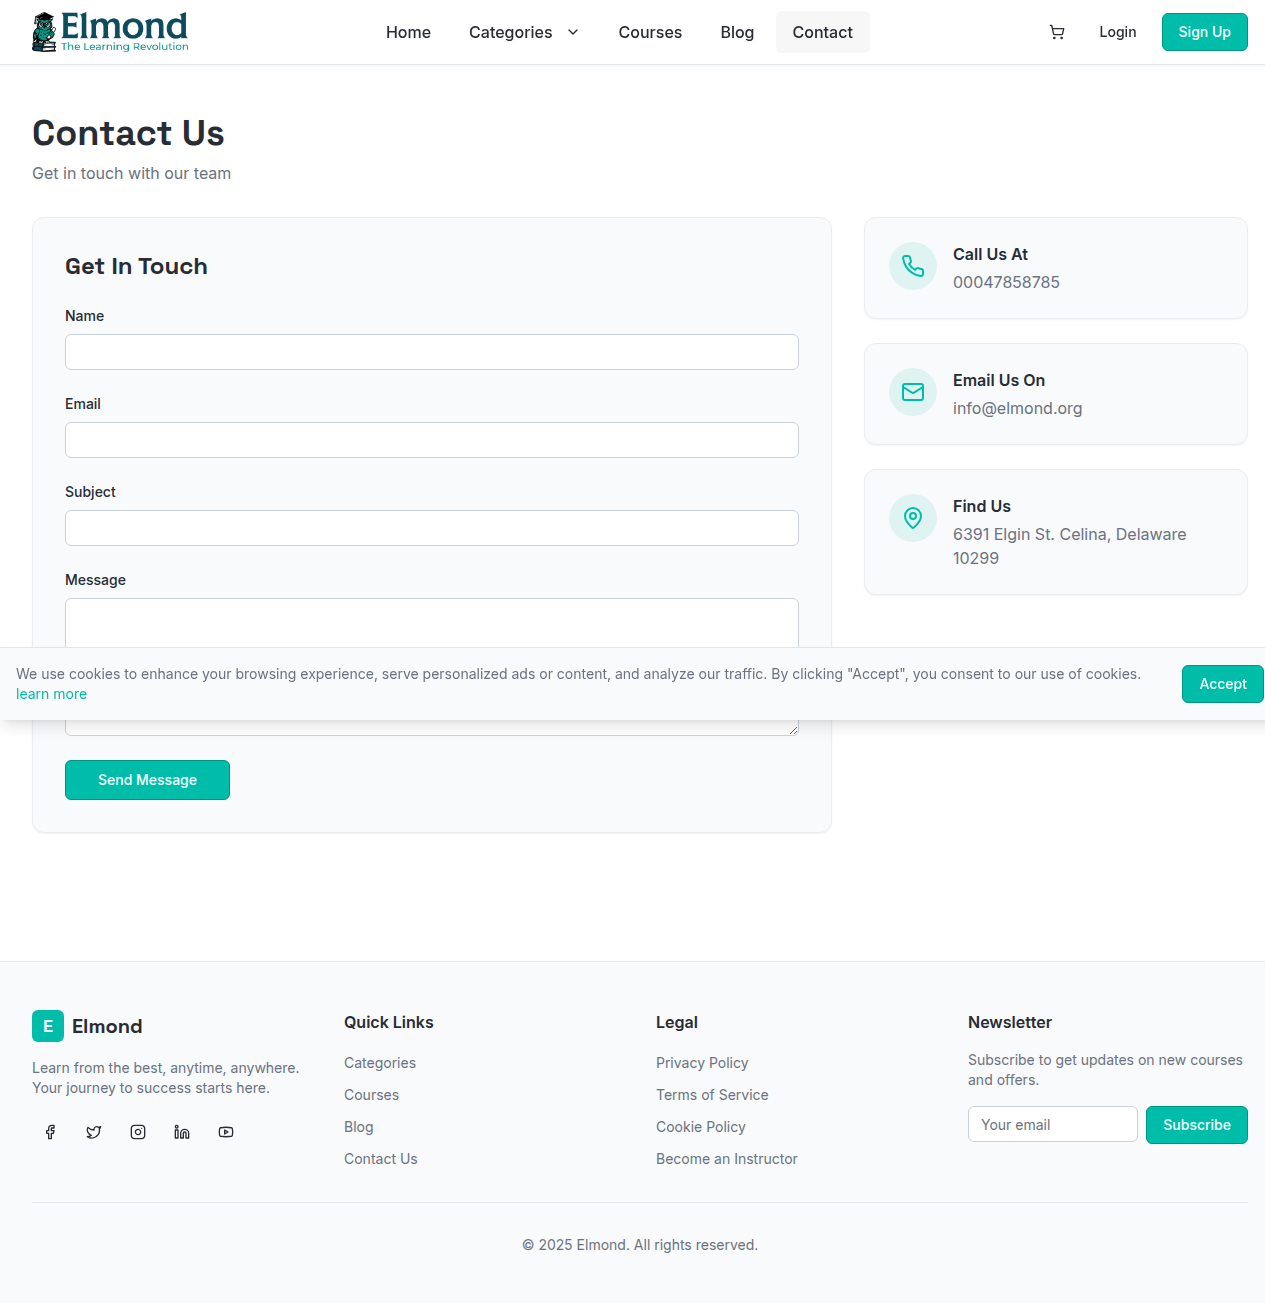 Elmond
The Learning Revolution
Home
Categories
Courses
Blog
Contact
Login
Sign Up
Contact Us
Get in touch with our team
Get In Touch
Name
Email
Subject
Message
Send Message
Call Us At
00047858785
Email Us On
info@elmond.org
Find Us
6391 Elgin St. Celina, Delaware
10299
We use cookies to enhance your browsing experience, serve personalized ads or content, and analyze our traffic. By clicking "Accept", you consent to our use of cookies.
learn more
Accept
E Elmond
Learn from the best, anytime, anywhere.
Your journey to success starts here.
Quick Links
Categories
Courses
Blog
Contact Us
Legal
Privacy Policy
Terms of Service
Cookie Policy
Become an Instructor
Newsletter
Subscribe to get updates on new courses
and offers.
Your email
Subscribe
© 2025 Elmond. All rights reserved.